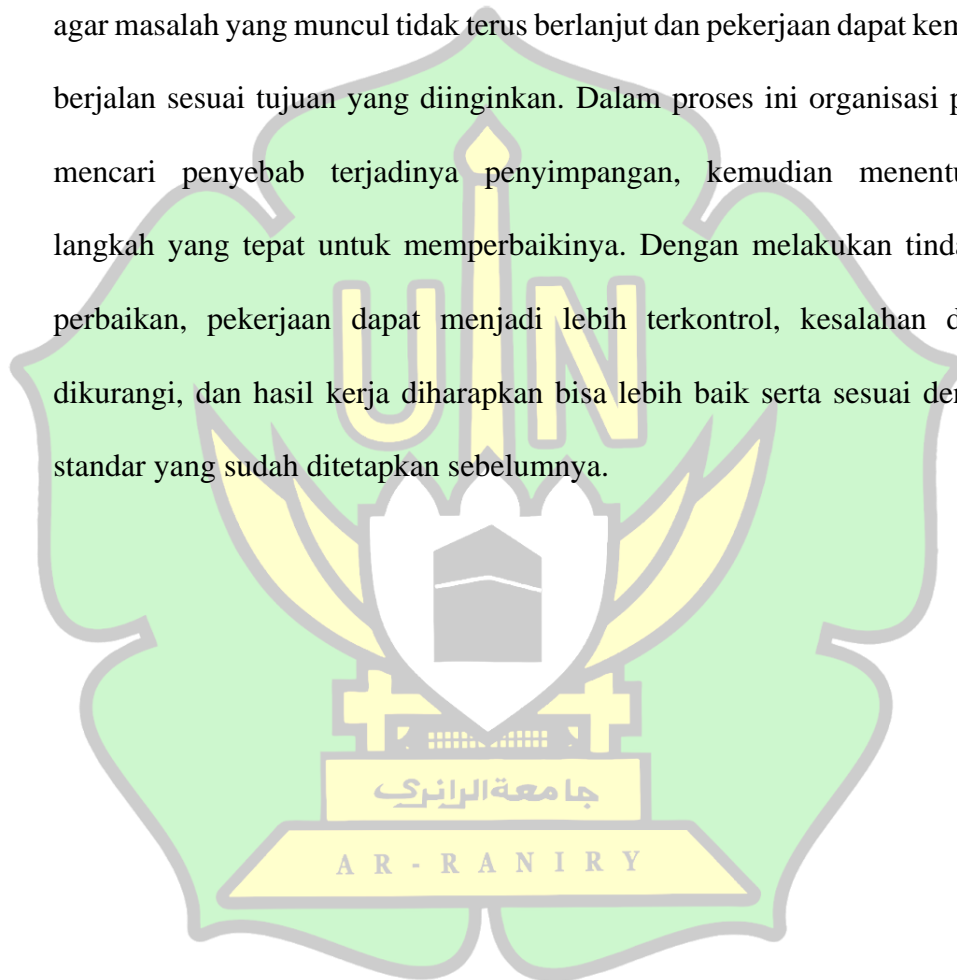 agar masalah yang muncul tidak terus berlanjut dan pekerjaan dapat kem
berjalan sesuai tujuan yang diinginkan. Dalam proses ini organisasi p
mencari penyebab terjadinya penyimpangan, kemudian menentu
langkah yang tepat untuk memperbaikinya. Dengan melakukan tinda
perbaikan, pekerjaan dapat menjadi lebih terkontrol, kesalahan d
dikurangi, dan hasil kerja diharapkan bisa lebih baik serta sesuai den
standar yang sudah ditetapkan sebelumnya.
UIN
جامعة الرانري
AR-RANIRY